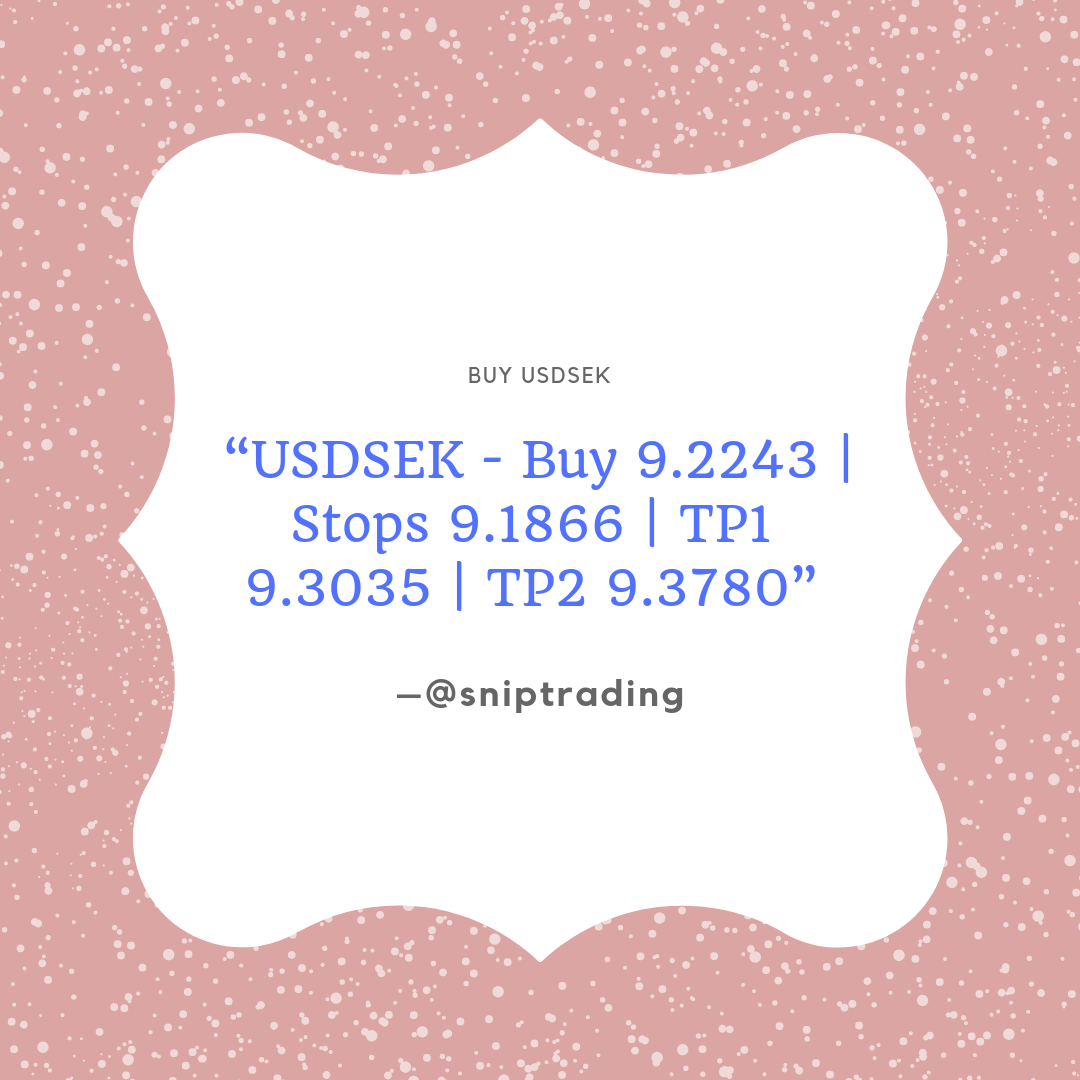 BUY USDSEK
“USDSEK - Buy 9.2243 |
Stops 9.1866 | TP1
9.3035 | TP2 9.3780”
—@sniptrading